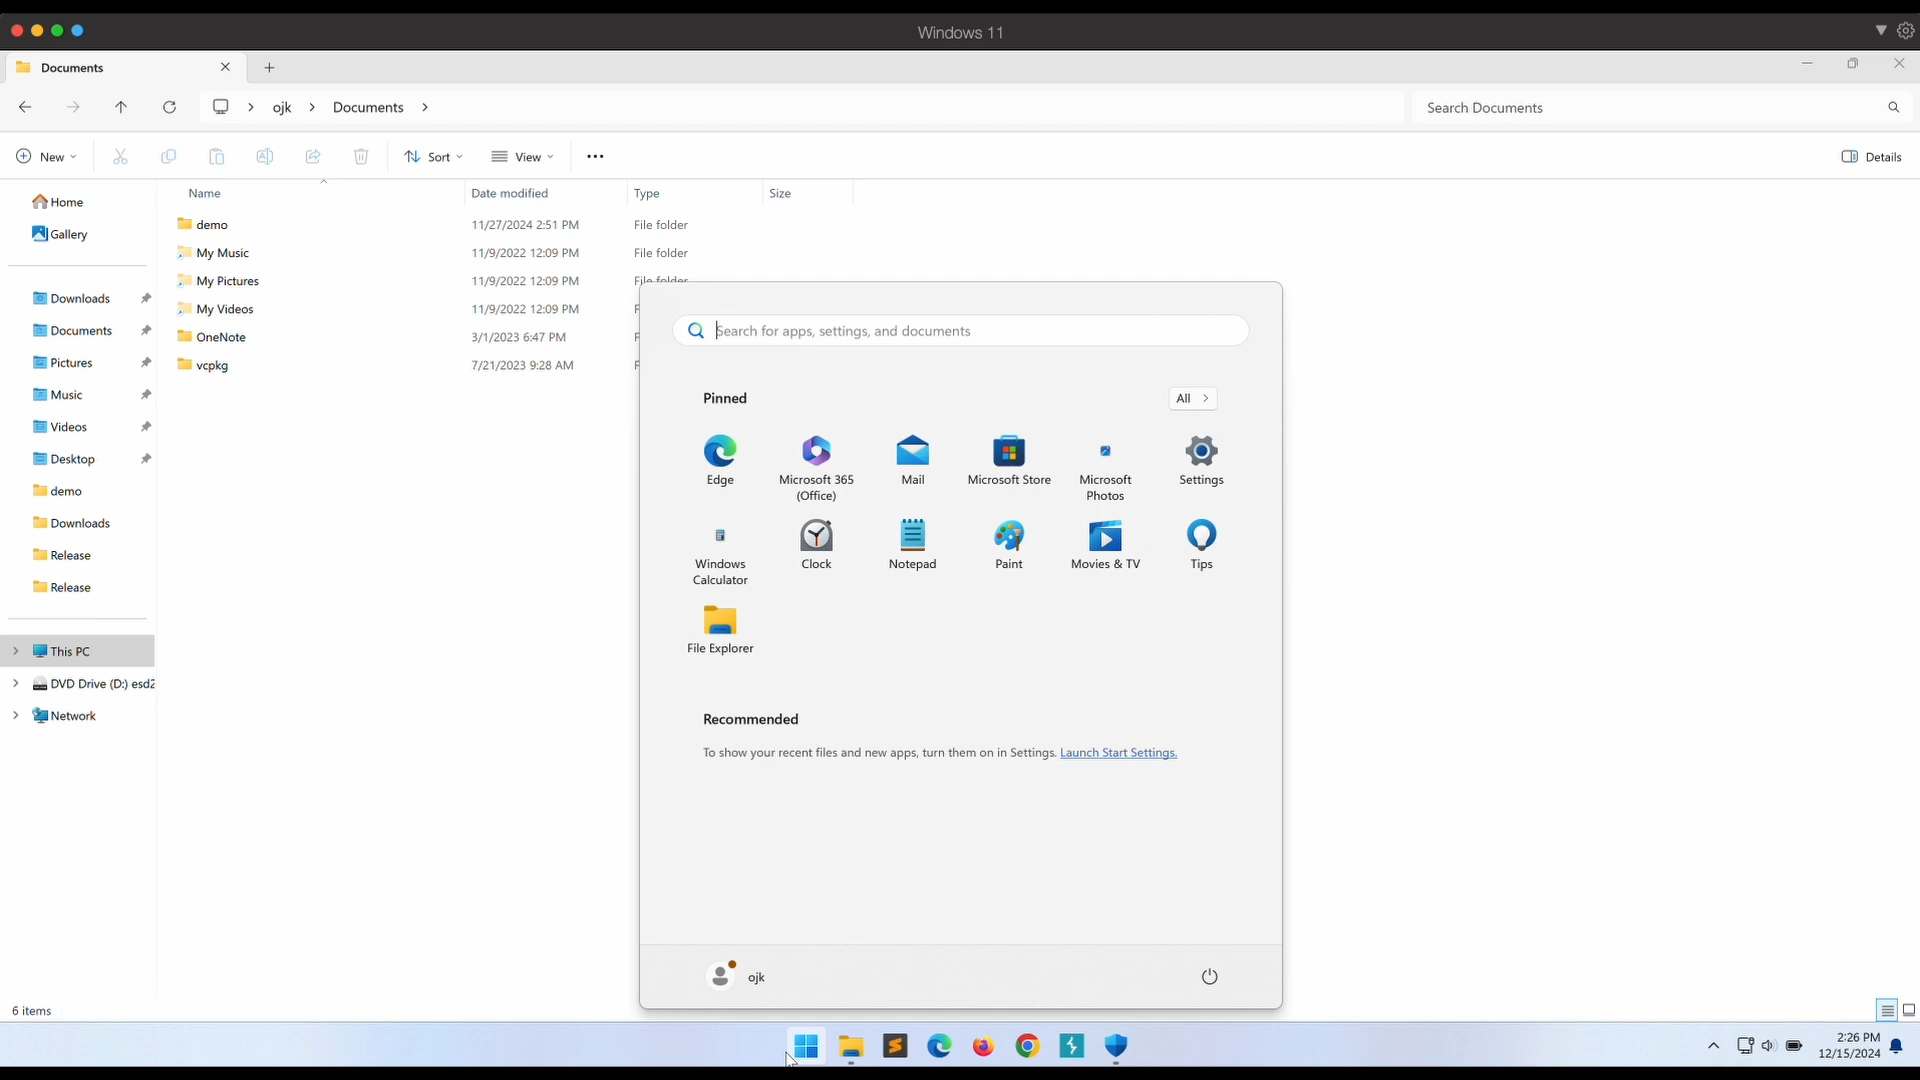 Windows 11
Documents
ojk
Documents
Search Documents
New
Sort
View
Details
Name
Date modified
Type
Size
Home
Gallery
Downloads
Documents
Pictures
Music
Videos
Desktop
demo
Downloads
Release
Release
This PC
DVD Drive (D:) esd2
Network
demo 11/27/2024 2:51 PM File folder
My Music 11/9/2022 12:09 PM File folder
My Pictures 11/9/2022 12:09 PM File folder
My Videos 11/9/2022 12:09 PM F
OneNote 3/1/2023 6:47 PM F
vcpkg 7/21/2023 9:28 AM F
Search for apps, settings, and documents
Pinned
All
Edge
Microsoft 365
(Office)
Mail
Microsoft Store
Microsoft
Photos
Settings
Windows
Calculator
Clock
Notepad
Paint
Movies & TV
Tips
File Explorer
Recommended
To show your recent files and new apps, turn them on in Settings. Launch Start Settings.
ojk
6 items
2:26 PM
12/15/2024